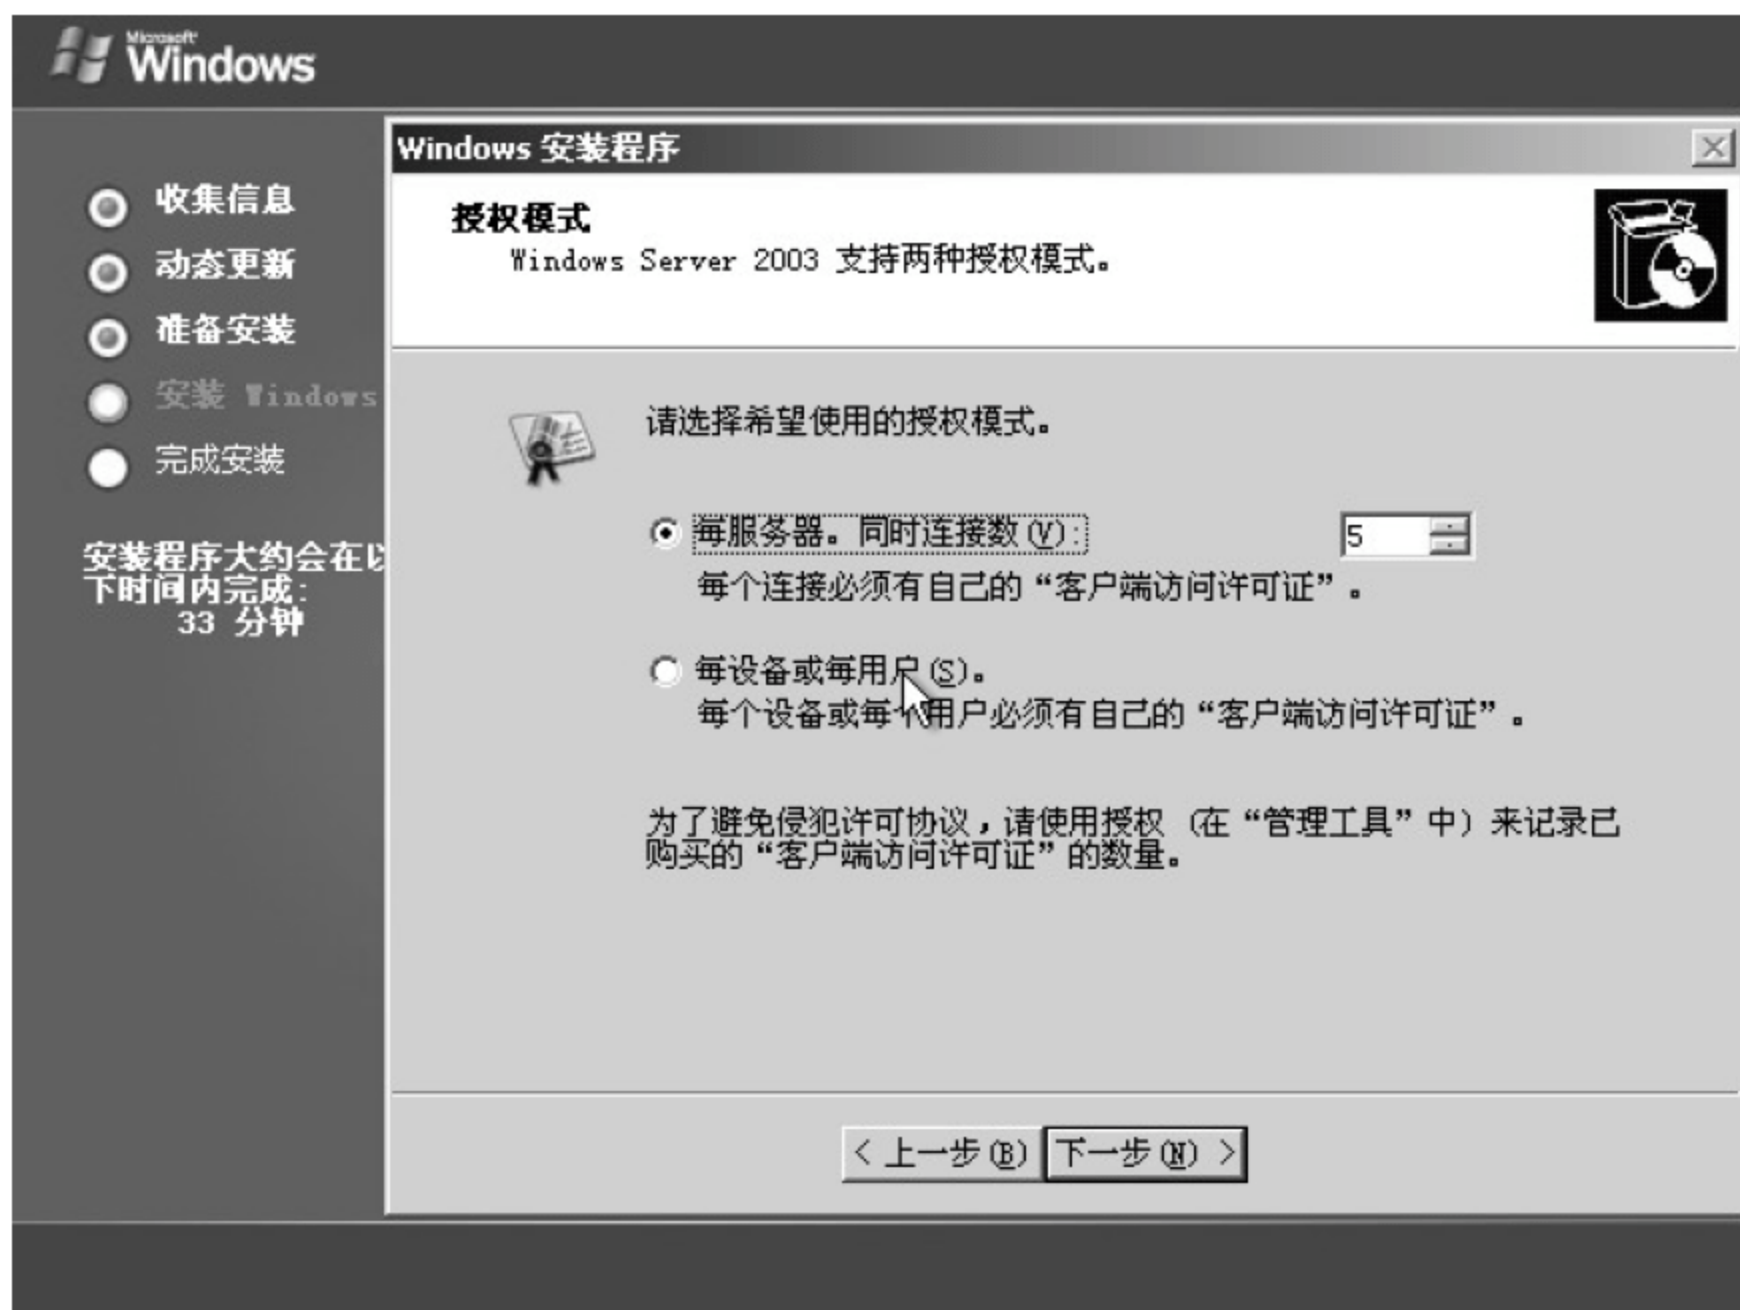 Microsoft
Windows
收集信息
动态更新
准备安装
安装 Windows
完成安装
安装程序大约会在以
下时间内完成:
33 分钟
Windows 安装程序
授权模式
Windows Server 2003 支持两种授权模式。
请选择希望使用的授权模式。
每服务器。同时连接数(V):
5
每个连接必须有自己的“客户端访问许可证”。
每设备或每用户(S)。
每个设备或每个用户必须有自己的“客户端访问许可证”。
为了避免侵犯许可协议，请使用授权（在“管理工具”中）来记录已
购买的“客户端访问许可证”的数量。
< 上一步(B)
下一步(N) >